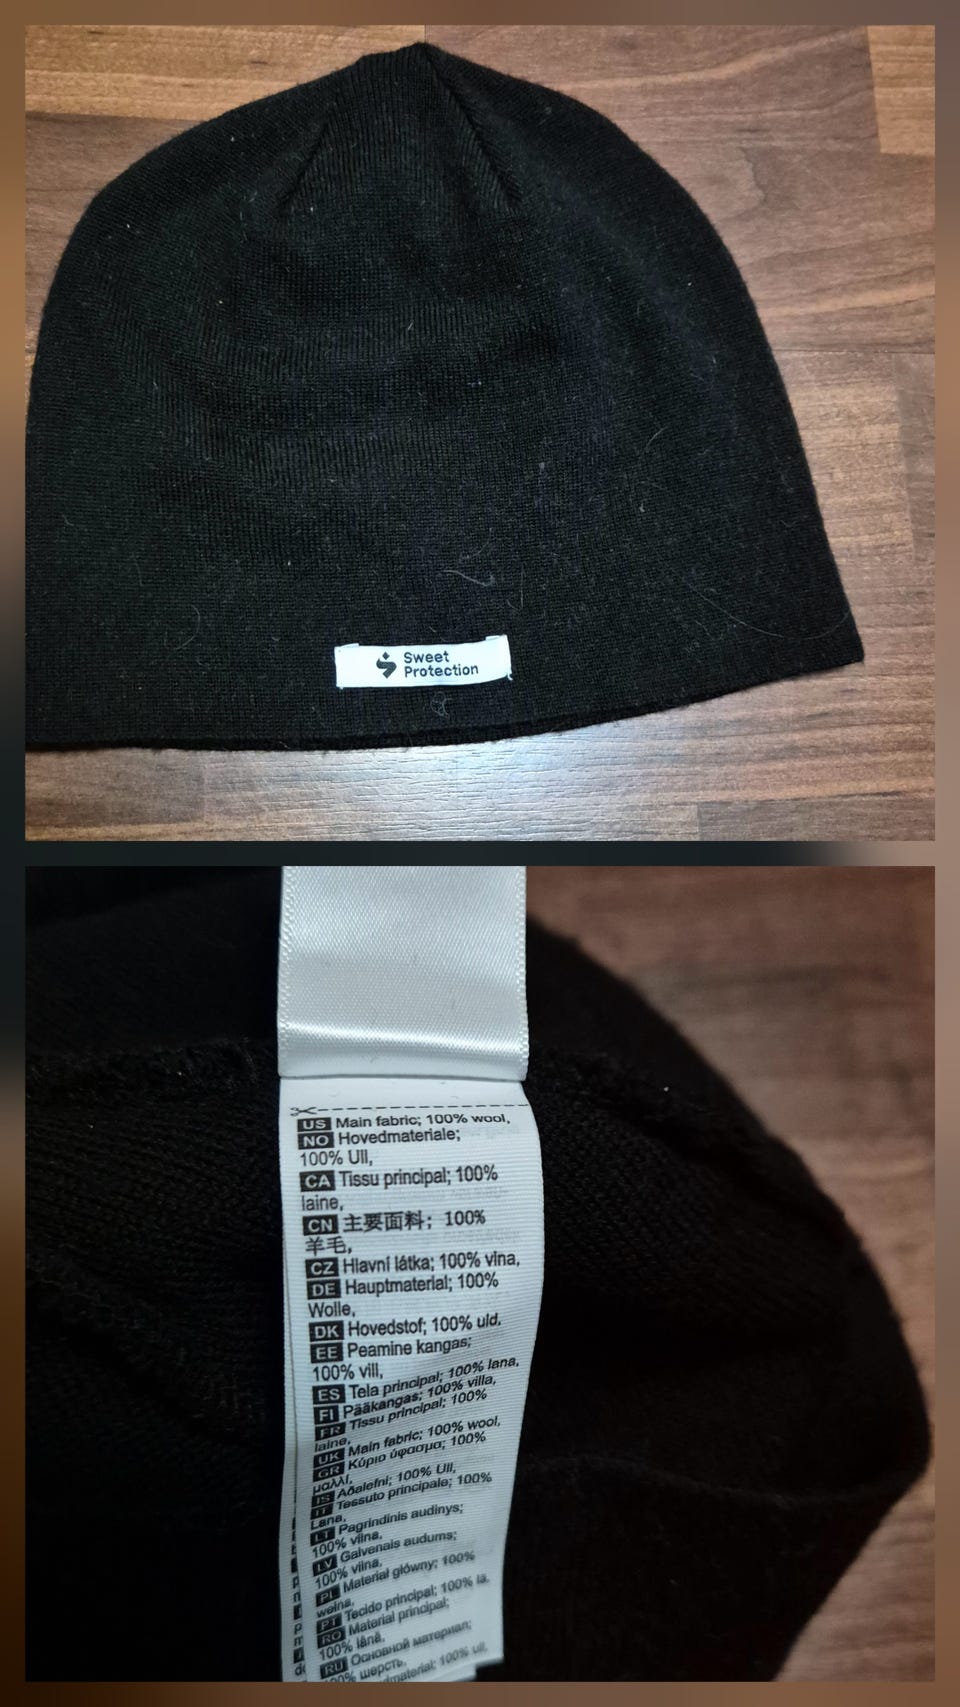 Sweet
Protection
US Main fabric; 100% wool,
NO Hovedmateriale;
100% Ull,
CA Tissu principal; 100%
laine,
CN 主要面料; 100%
羊毛,
CZ Hlavní látka; 100% vlna,
DE Hauptmaterial; 100%
Wolle,
DK Hovedstof; 100% uld,
EE Peamine kangas;
100% vill,
ES Tela principal; 100% lana,
FI Pääkangas; 100% villa,
FR Tissu principal; 100%
laine,
UK Main fabric; 100% wool,
GR Κύριο ύφασμα; 100%
μαλλί,
IS Aðalefni; 100% Ull,
IT Tessuto principale; 100%
Lana,
LT Pagrindinis audinys;
100% vilna,
LV Galvenais audums;
100% vilna,
PL Materiał główny; 100%
wełna,
PT Tecido principal; 100% lã,
RO Material principal;
100% lână,
RU Основной материал;
100% шерсть,
dmaterial; 100% ull,